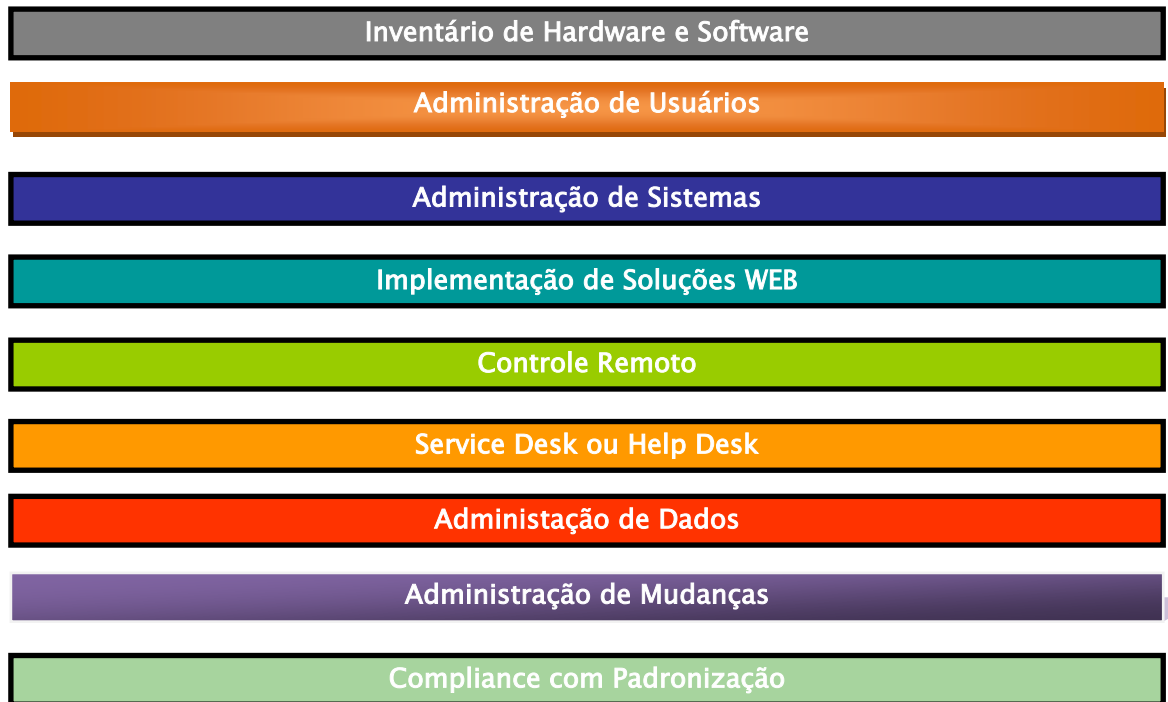 Inventário de Hardware e Software
Administração de Usuários
Administração de Sistemas
Implementação de Soluções WEB
Controle Remoto
Service Desk ou Help Desk
Administação de Dados
Administração de Mudanças
Compliance com Padronização